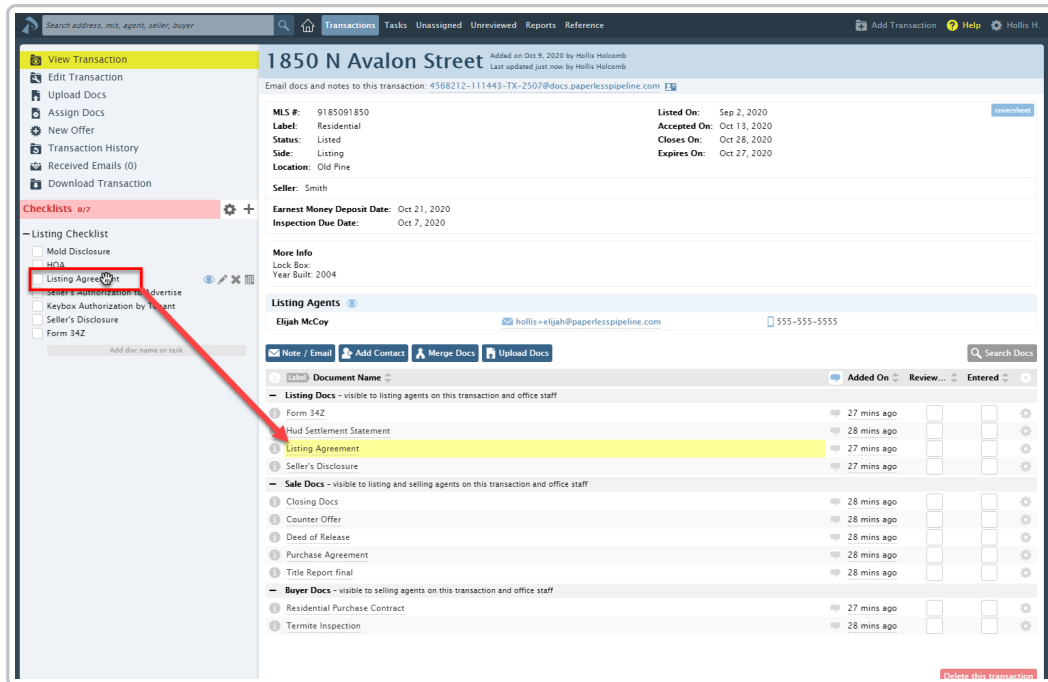 Search address, mls, agent, seller, buyer
Transactions Tasks Unassigned Unreviewed Reports Reference
Add Transaction ? Help Hollis H.
View Transaction
Edit Transaction
Upload Docs
Assign Docs
New Offer
Transaction History
Received Emails (0)
Download Transaction
Checklists 0/7
Listing Checklist
Mold Disclosure
HOA
Listing Agreement
Seller's Authorization to Advertise
Keybox Authorization by Tenant
Seller's Disclosure
Form 34Z
Add doc name or task
1850 N Avalon Street
Added on Oct 9, 2020 by Hollis Holcomb
Last updated just now by Hollis Holcomb
Email docs and notes to this transaction: 4568212-111443-TX-2507@docs.paperlesspipeline.com
MLS #: 9185091850
Label: Residential
Status: Listed
Side: Listing
Location: Old Pine
Listed On: Sep 2, 2020
Accepted On: Oct 13, 2020
Closes On: Oct 28, 2020
Expires On: Oct 27, 2020
coversheet
Seller: Smith
Earnest Money Deposit Date: Oct 21, 2020
Inspection Due Date: Oct 7, 2020
More Info
Lock Box:
Year Built: 2004
Listing Agents
Elijah McCoy hollis+elijah@paperlesspipeline.com 555-555-5555
Note / Email Add Contact Merge Docs Upload Docs Search Docs
Label Document Name Added On Review... Entered
– Listing Docs - visible to listing agents on this transaction and office staff
Form 34Z 27 mins ago
Hud Settlement Statement 28 mins ago
Listing Agreement 27 mins ago
Seller's Disclosure 27 mins ago
– Sale Docs - visible to listing and selling agents on this transaction and office staff
Closing Docs 28 mins ago
Counter Offer 28 mins ago
Deed of Release 28 mins ago
Purchase Agreement 28 mins ago
Title Report final 28 mins ago
– Buyer Docs - visible to selling agents on this transaction and office staff
Residential Purchase Contract 27 mins ago
Termite Inspection 28 mins ago
Delete this transaction